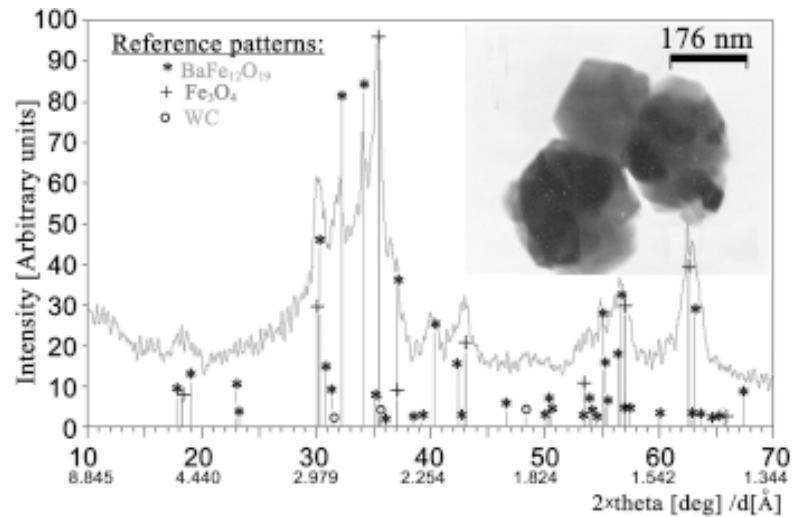 100
90
80
70
60
50
40
30
20
10
0
Intensity [Arbitrary units]
Reference patterns:
* BaFe₁₂O₁₉
+ Fe₃O₄
o WC
176 nm
10 20 30 40 50 60 70
8.845 4.440 2.979 2.254 1.824 1.542 1.344
2×theta [deg] /d[Å]